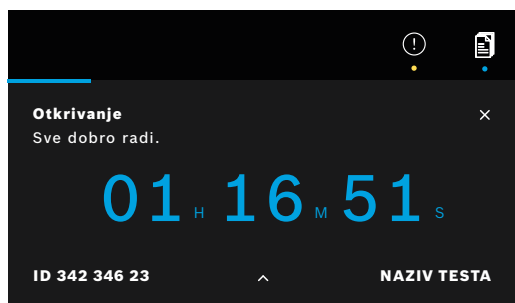 Otkrivanje
Sve dobro radi.
01 H 16 M 51 S
ID 342 346 23
NAZIV TESTA